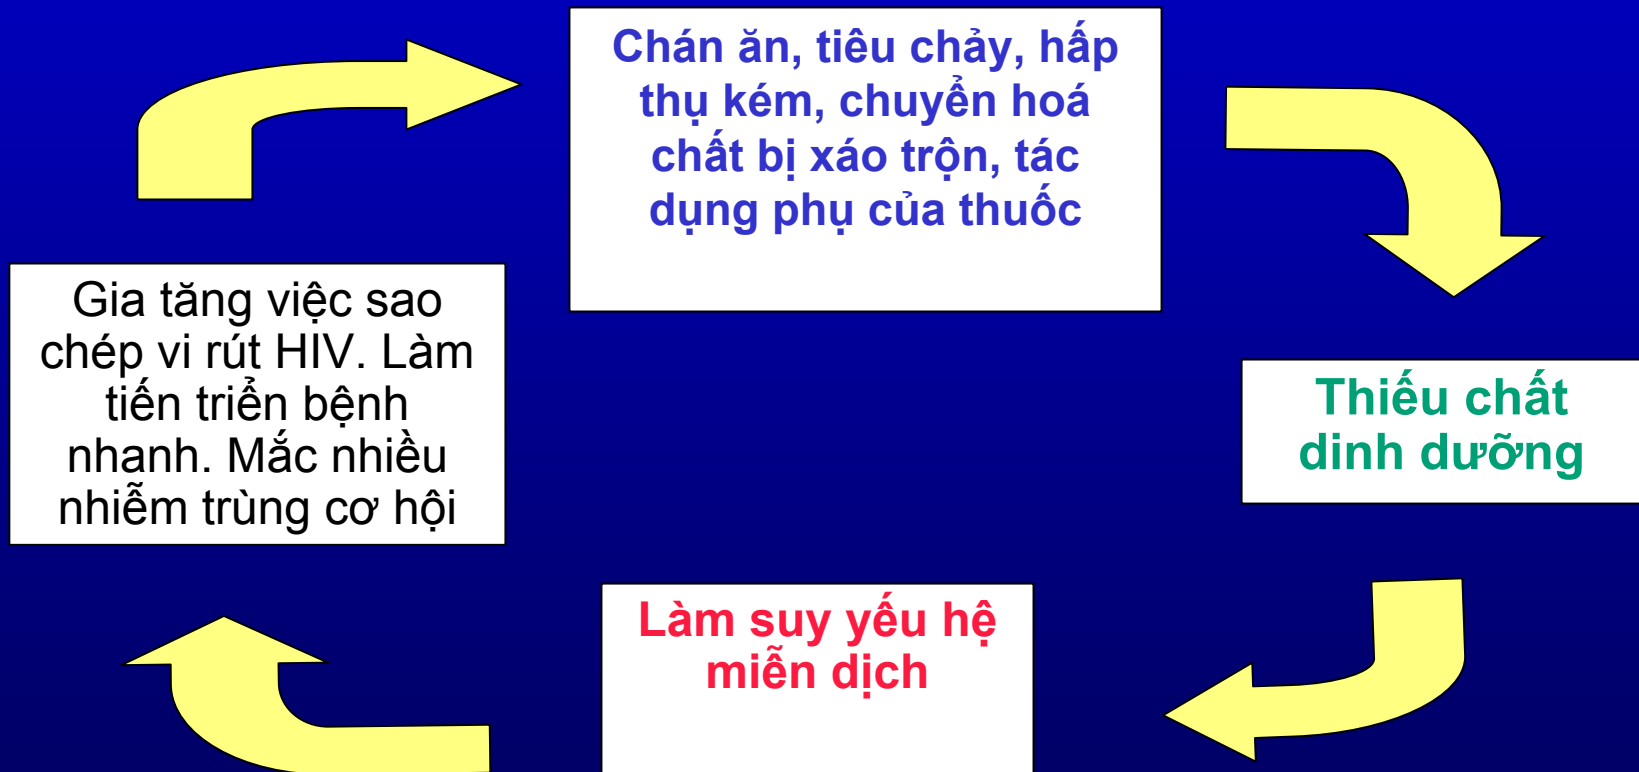 Chán ăn, tiêu chảy, hấp
thụ kém, chuyển hoá
chất bị xáo trộn, tác
dụng phụ của thuốc
Gia tăng việc sao
chép vi rút HIV. Làm
tiến triển bệnh
nhanh. Mắc nhiều
nhiễm trùng cơ hội
Thiếu chất
dinh dưỡng
Làm suy yếu hệ
miễn dịch